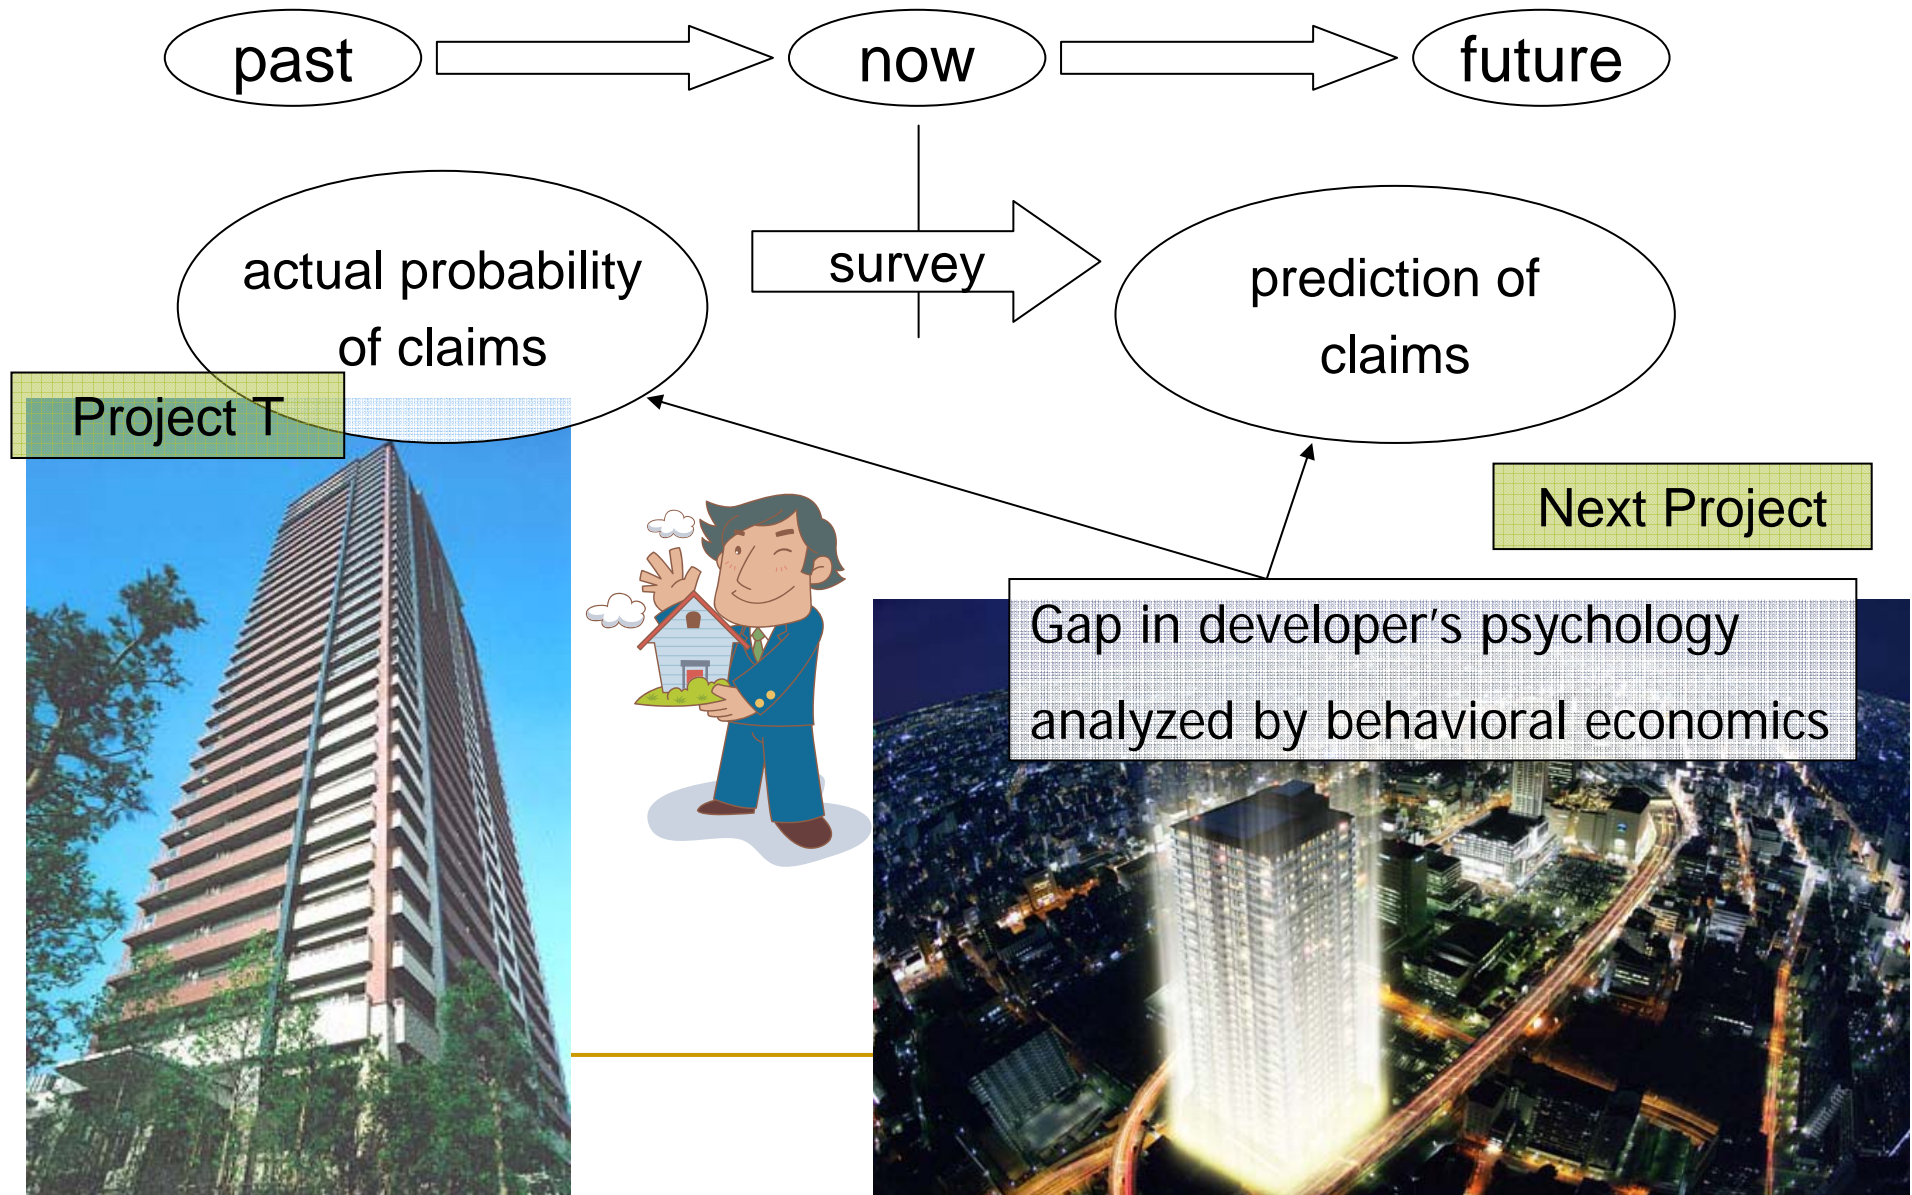 past
now
future
actual probability
of claims
survey
prediction of
claims
Project T
Next Project
Gap in developer's psychology
analyzed by behavioral economics